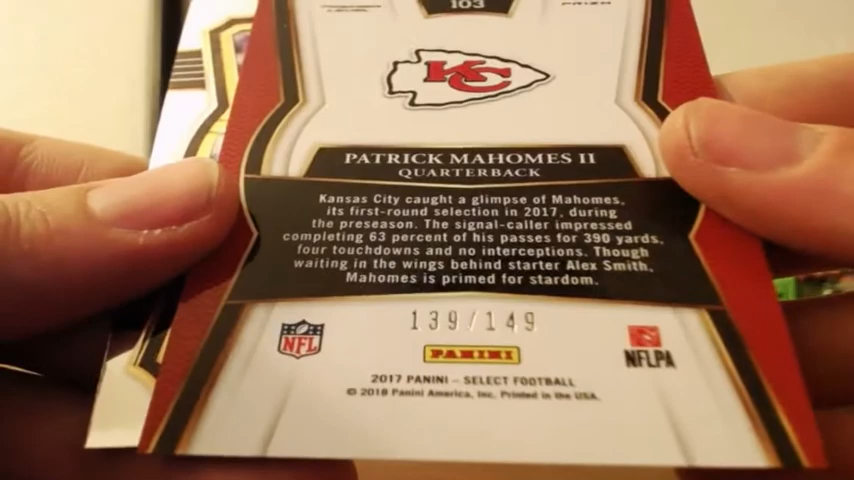 103
KC
PATRICK MAHOMES II
QUARTERBACK
Kansas City caught a glimpse of Mahomes,
its first-round selection in 2017, during
the preseason. The signal-caller impressed
completing 63 percent of his passes for 390 yards,
four touchdowns and no interceptions. Though
waiting in the wings behind starter Alex Smith,
Mahomes is primed for stardom.
139/149
NFL
PANINI
NFLPA
2017 PANINI – SELECT FOOTBALL
© 2018 Panini America, Inc. Printed in the USA.